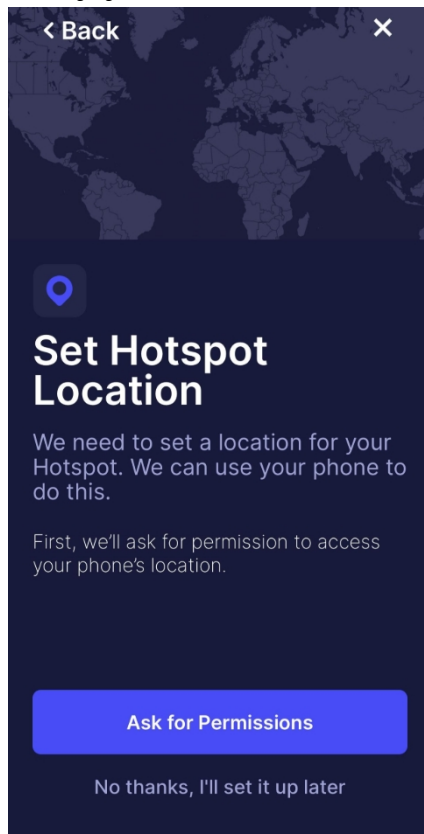 < Back
×
Set Hotspot
Location
We need to set a location for your
Hotspot. We can use your phone to
do this.
First, we’ll ask for permission to access
your phone’s location.
Ask for Permissions
No thanks, I'll set it up later